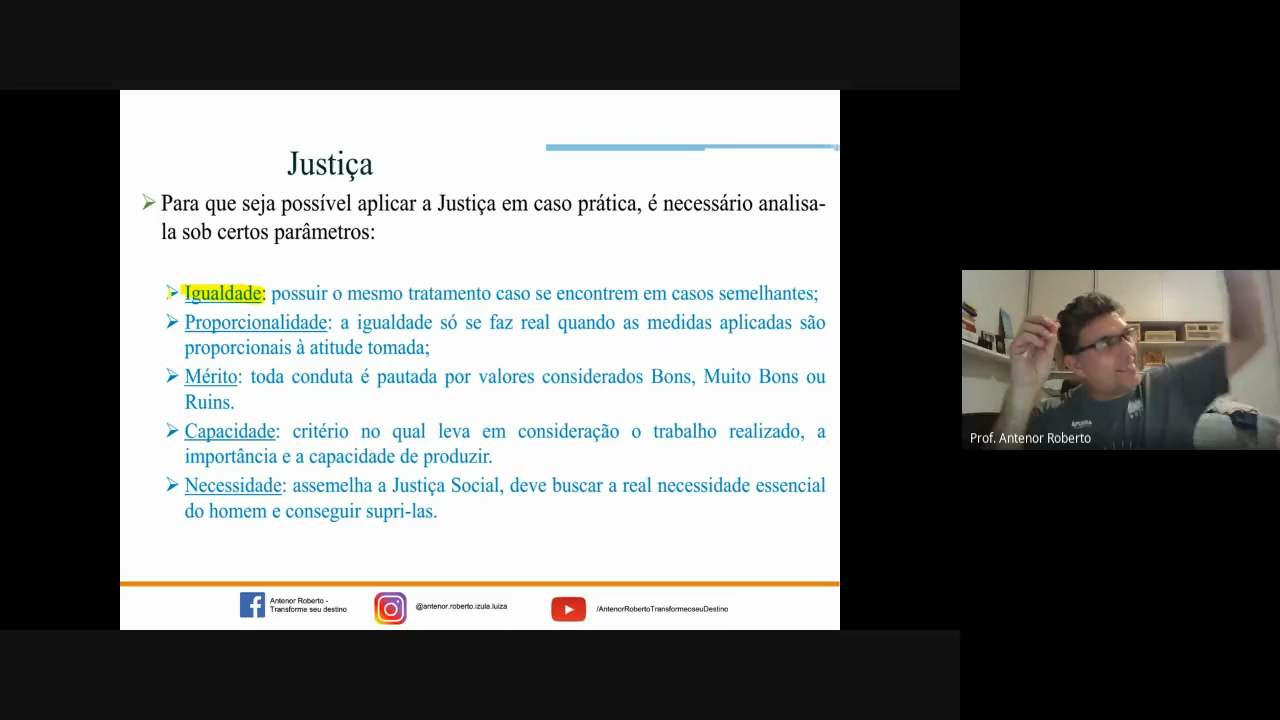 Justiça
Para que seja possível aplicar a Justiça em caso prática, é necessário analisa-
la sob certos parâmetros:
Igualdade: possuir o mesmo tratamento caso se encontrem em casos semelhantes;
Proporcionalidade: a igualdade só se faz real quando as medidas aplicadas são
proporcionais à atitude tomada;
Mérito: toda conduta é pautada por valores considerados Bons, Muito Bons ou
Ruins.
Capacidade: critério no qual leva em consideração o trabalho realizado, a
importância e a capacidade de produzir.
Necessidade: assemelha a Justiça Social, deve buscar a real necessidade essencial
do homem e conseguir supri-las.
Antenor Roberto -
Transforme seu destino
@antenor.roberto.izula.luiza
/AntenorRobertoTransformeoseuDestino
Prof. Antenor Roberto